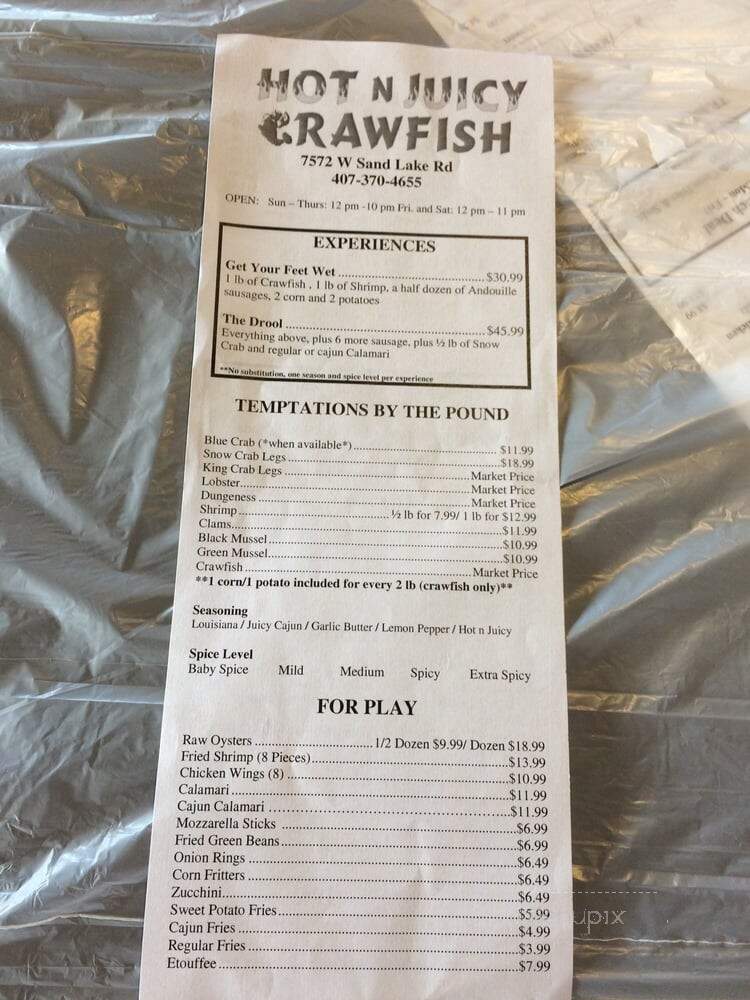 HOT N JUICY
CRAWFISH
7572 W Sand Lake Rd
407-370-4655
OPEN: Sun – Thurs: 12 pm -10 pm Fri. and Sat: 12 pm – 11 pm
EXPERIENCES
Get Your Feet Wet ........ $30.99
1 lb of Crawfish , 1 lb of Shrimp, a half dozen of Andouille
sausages, 2 corn and 2 potatoes
The Drool ........ $45.99
Everything above, plus 6 more sausage, plus ½ lb of Snow
Crab and regular or cajun Calamari
**No substitution, one season and spice level per experience
TEMPTATIONS BY THE POUND
Blue Crab (*when available*) ........ $11.99
Snow Crab Legs ........ $18.99
King Crab Legs ........ Market Price
Lobster ........ Market Price
Dungeness ........ Market Price
Shrimp ........ ½ lb for 7.99/ 1 lb for $12.99
Clams ........ $11.99
Black Mussel ........ $10.99
Green Mussel ........ $10.99
Crawfish ........ Market Price
**1 corn/1 potato included for every 2 lb (crawfish only)**
Seasoning
Louisiana / Juicy Cajun / Garlic Butter / Lemon Pepper / Hot n Juicy
Spice Level
Baby Spice Mild Medium Spicy Extra Spicy
FOR PLAY
Raw Oysters ........ 1/2 Dozen $9.99/ Dozen $18.99
Fried Shrimp (8 Pieces) ........ $13.99
Chicken Wings (8) ........ $10.99
Calamari ........ $11.99
Cajun Calamari ........ $11.99
Mozzarella Sticks ........ $6.99
Fried Green Beans ........ $6.99
Onion Rings ........ $6.49
Corn Fritters ........ $6.49
Zucchini ........ $6.49
Sweet Potato Fries ........ $5.99
Cajun Fries ........ $4.99
Regular Fries ........ $3.99
Etouffee ........ $7.99